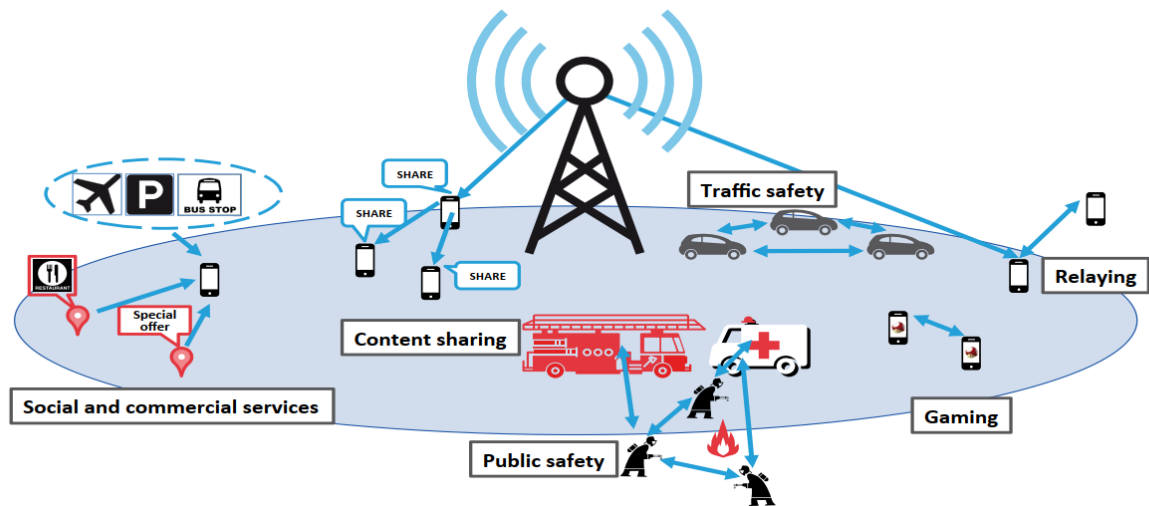 SHARE
Traffic safety
P
BUS STOP
SHARE
SHARE
Relaying
RESTAURANT
Special
offer
Content sharing
Social and commercial services
Gaming
Public safety